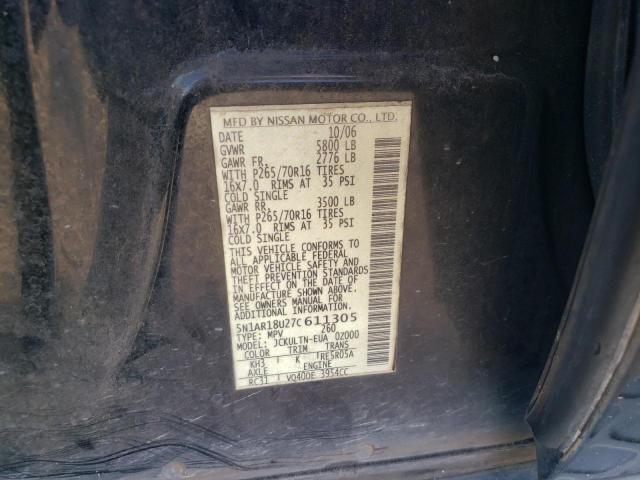 MFD BY NISSAN MOTOR CO., LTD.
DATE 10/06
GVWR 5800 LB
GAWR FR. 2776 LB
WITH P265/70R16 TIRES
16X7.0 RIMS AT 35 PSI
COLD SINGLE
GAWR RR. 3500 LB
WITH P265/70R16 TIRES
16X7.0 RIMS AT 35 PSI
COLD SINGLE
THIS VEHICLE CONFORMS TO
ALL APPLICABLE FEDERAL
MOTOR VEHICLE SAFETY AND
THEFT PREVENTION STANDARDS
IN EFFECT ON THE DATE OF
MANUFACTURE SHOWN ABOVE.
SEE OWNERS MANUAL FOR
ADDITIONAL INFORMATION.
5N1AR18U27C611305
TYPE: MPV 260
MODEL: JCKULTN-EUA 02000
COLOR TRIM TRANS
KH3 K RE5R05A
AXLE ENGINE
RC31 VQ40DE 3954CC